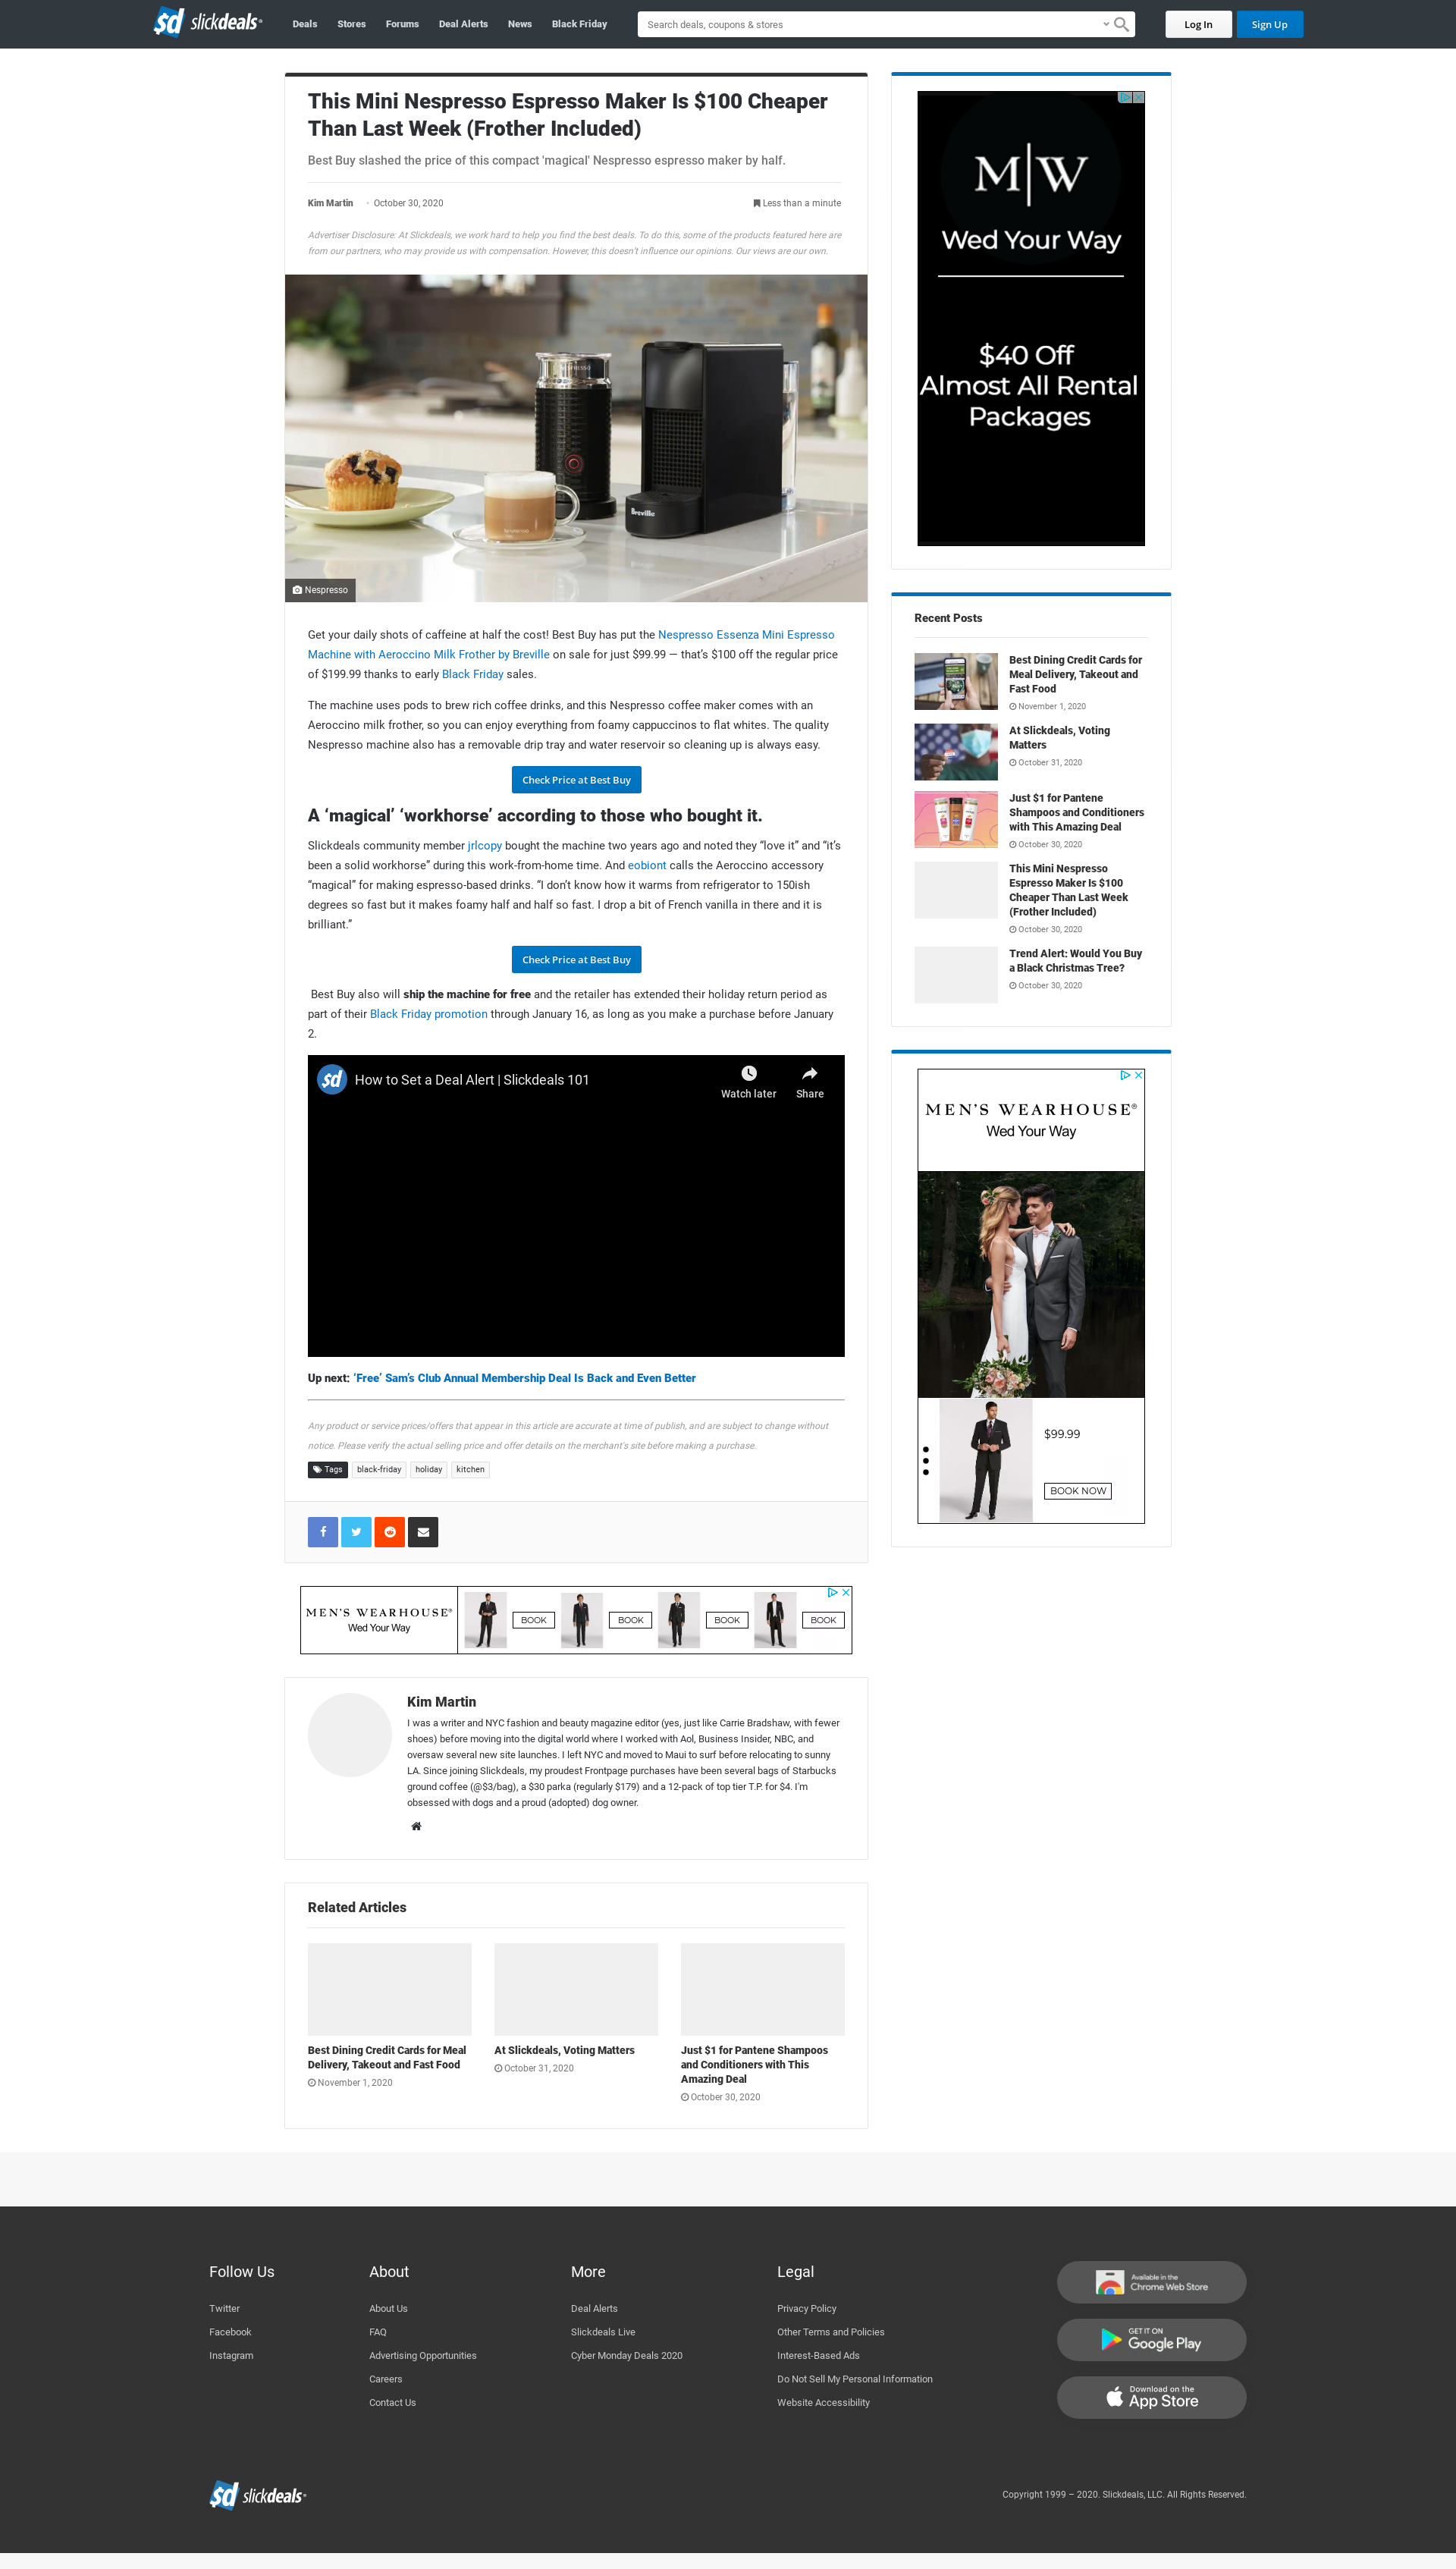 sd slickdeals
Deals
Stores
Forums
Deal Alerts
News
Black Friday
Search deals, coupons & stores
Log In
Sign Up
This Mini Nespresso Espresso Maker Is $100 Cheaper
Than Last Week (Frother Included)
Best Buy slashed the price of this compact 'magical' Nespresso espresso maker by half.
Kim Martin
October 30, 2020
Less than a minute
Advertiser Disclosure: At Slickdeals, we work hard to help you find the best deals. To do this, some of the products featured here are
from our partners, who may provide us with compensation. However, this doesn't influence our opinions. Our views are our own.
NESPRESSO
Breville
Nespresso
Get your daily shots of caffeine at half the cost! Best Buy has put the Nespresso Essenza Mini Espresso
Machine with Aeroccino Milk Frother by Breville on sale for just $99.99 — that’s $100 off the regular price
of $199.99 thanks to early Black Friday sales.
The machine uses pods to brew rich coffee drinks, and this Nespresso coffee maker comes with an
Aeroccino milk frother, so you can enjoy everything from foamy cappuccinos to flat whites. The quality
Nespresso machine also has a removable drip tray and water reservoir so cleaning up is always easy.
Check Price at Best Buy
A ‘magical’ ‘workhorse’ according to those who bought it.
Slickdeals community member jrlcopy bought the machine two years ago and noted they “love it” and “it’s
been a solid workhorse” during this work-from-home time. And eobiont calls the Aeroccino accessory
“magical” for making espresso-based drinks. “I don’t know how it warms from refrigerator to 150ish
degrees so fast but it makes foamy half and half so fast. I drop a bit of French vanilla in there and it is
brilliant.”
Check Price at Best Buy
Best Buy also will ship the machine for free and the retailer has extended their holiday return period as
part of their Black Friday promotion through January 16, as long as you make a purchase before January
2.
sd
How to Set a Deal Alert | Slickdeals 101
Watch later
Share
Up next: ‘Free’ Sam’s Club Annual Membership Deal Is Back and Even Better
Any product or service prices/offers that appear in this article are accurate at time of publish, and are subject to change without
notice. Please verify the actual selling price and offer details on the merchant's site before making a purchase.
Tags
black-friday
holiday
kitchen
MEN'S WEARHOUSE®
Wed Your Way
BOOK
BOOK
BOOK
BOOK
Kim Martin
I was a writer and NYC fashion and beauty magazine editor (yes, just like Carrie Bradshaw, with fewer
shoes) before moving into the digital world where I worked with Aol, Business Insider, NBC, and
oversaw several new site launches. I left NYC and moved to Maui to surf before relocating to sunny
LA. Since joining Slickdeals, my proudest Frontpage purchases have been several bags of Starbucks
ground coffee (@$3/bag), a $30 parka (regularly $179) and a 12-pack of top tier T.P. for $4. I'm
obsessed with dogs and a proud (adopted) dog owner.
Related Articles
Best Dining Credit Cards for Meal
Delivery, Takeout and Fast Food
November 1, 2020
At Slickdeals, Voting Matters
October 31, 2020
Just $1 for Pantene Shampoos
and Conditioners with This
Amazing Deal
October 30, 2020
M|W
Wed Your Way
$40 Off
Almost All Rental
Packages
Recent Posts
Best Dining Credit Cards for
Meal Delivery, Takeout and
Fast Food
November 1, 2020
At Slickdeals, Voting
Matters
October 31, 2020
Just $1 for Pantene
Shampoos and Conditioners
with This Amazing Deal
October 30, 2020
This Mini Nespresso
Espresso Maker Is $100
Cheaper Than Last Week
(Frother Included)
October 30, 2020
Trend Alert: Would You Buy
a Black Christmas Tree?
October 30, 2020
MEN'S WEARHOUSE®
Wed Your Way
$99.99
BOOK NOW
Follow Us
Twitter
Facebook
Instagram
About
About Us
FAQ
Advertising Opportunities
Careers
Contact Us
More
Deal Alerts
Slickdeals Live
Cyber Monday Deals 2020
Legal
Privacy Policy
Other Terms and Policies
Interest-Based Ads
Do Not Sell My Personal Information
Website Accessibility
Available in the
Chrome Web Store
GET IT ON
Google Play
Download on the
App Store
sd slickdeals
Copyright 1999 – 2020. Slickdeals, LLC. All Rights Reserved.